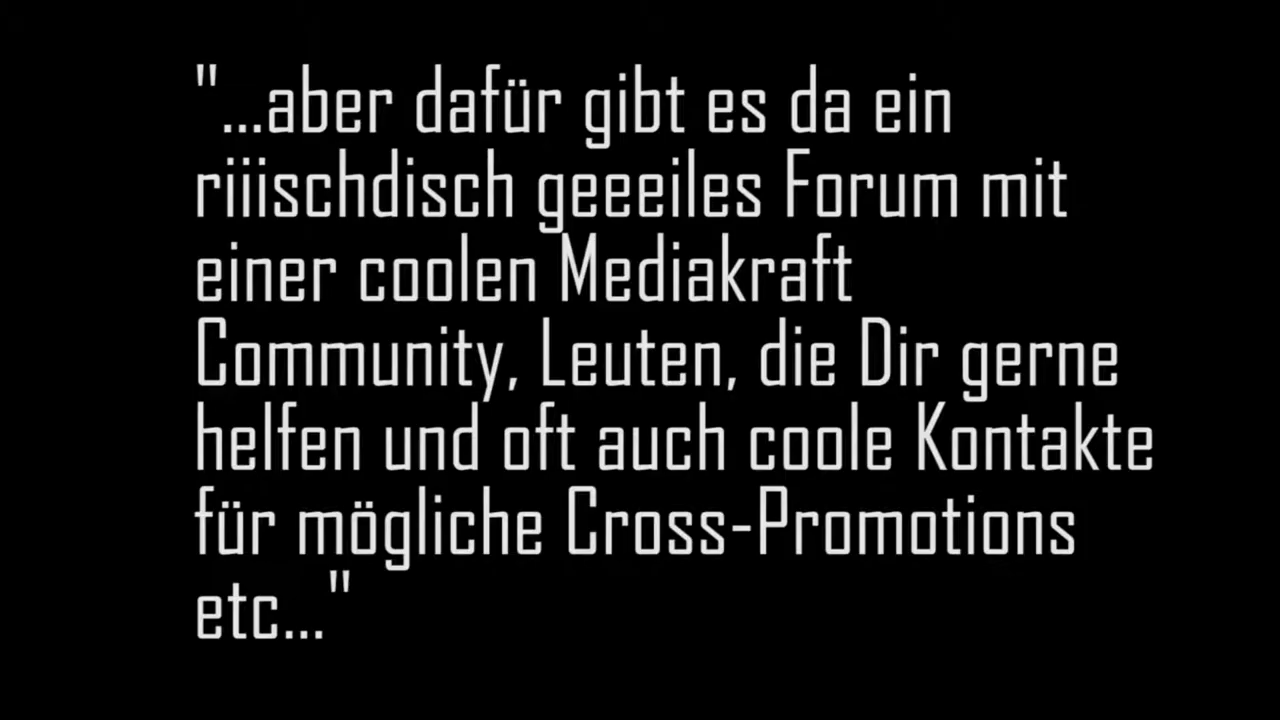 "...aber dafür gibt es da ein
riiischdisch geeeiles Forum mit
einer coolen Mediakraft
Community, Leuten, die Dir gerne
helfen und oft auch coole Kontakte
für mögliche Cross-Promotions
etc..."